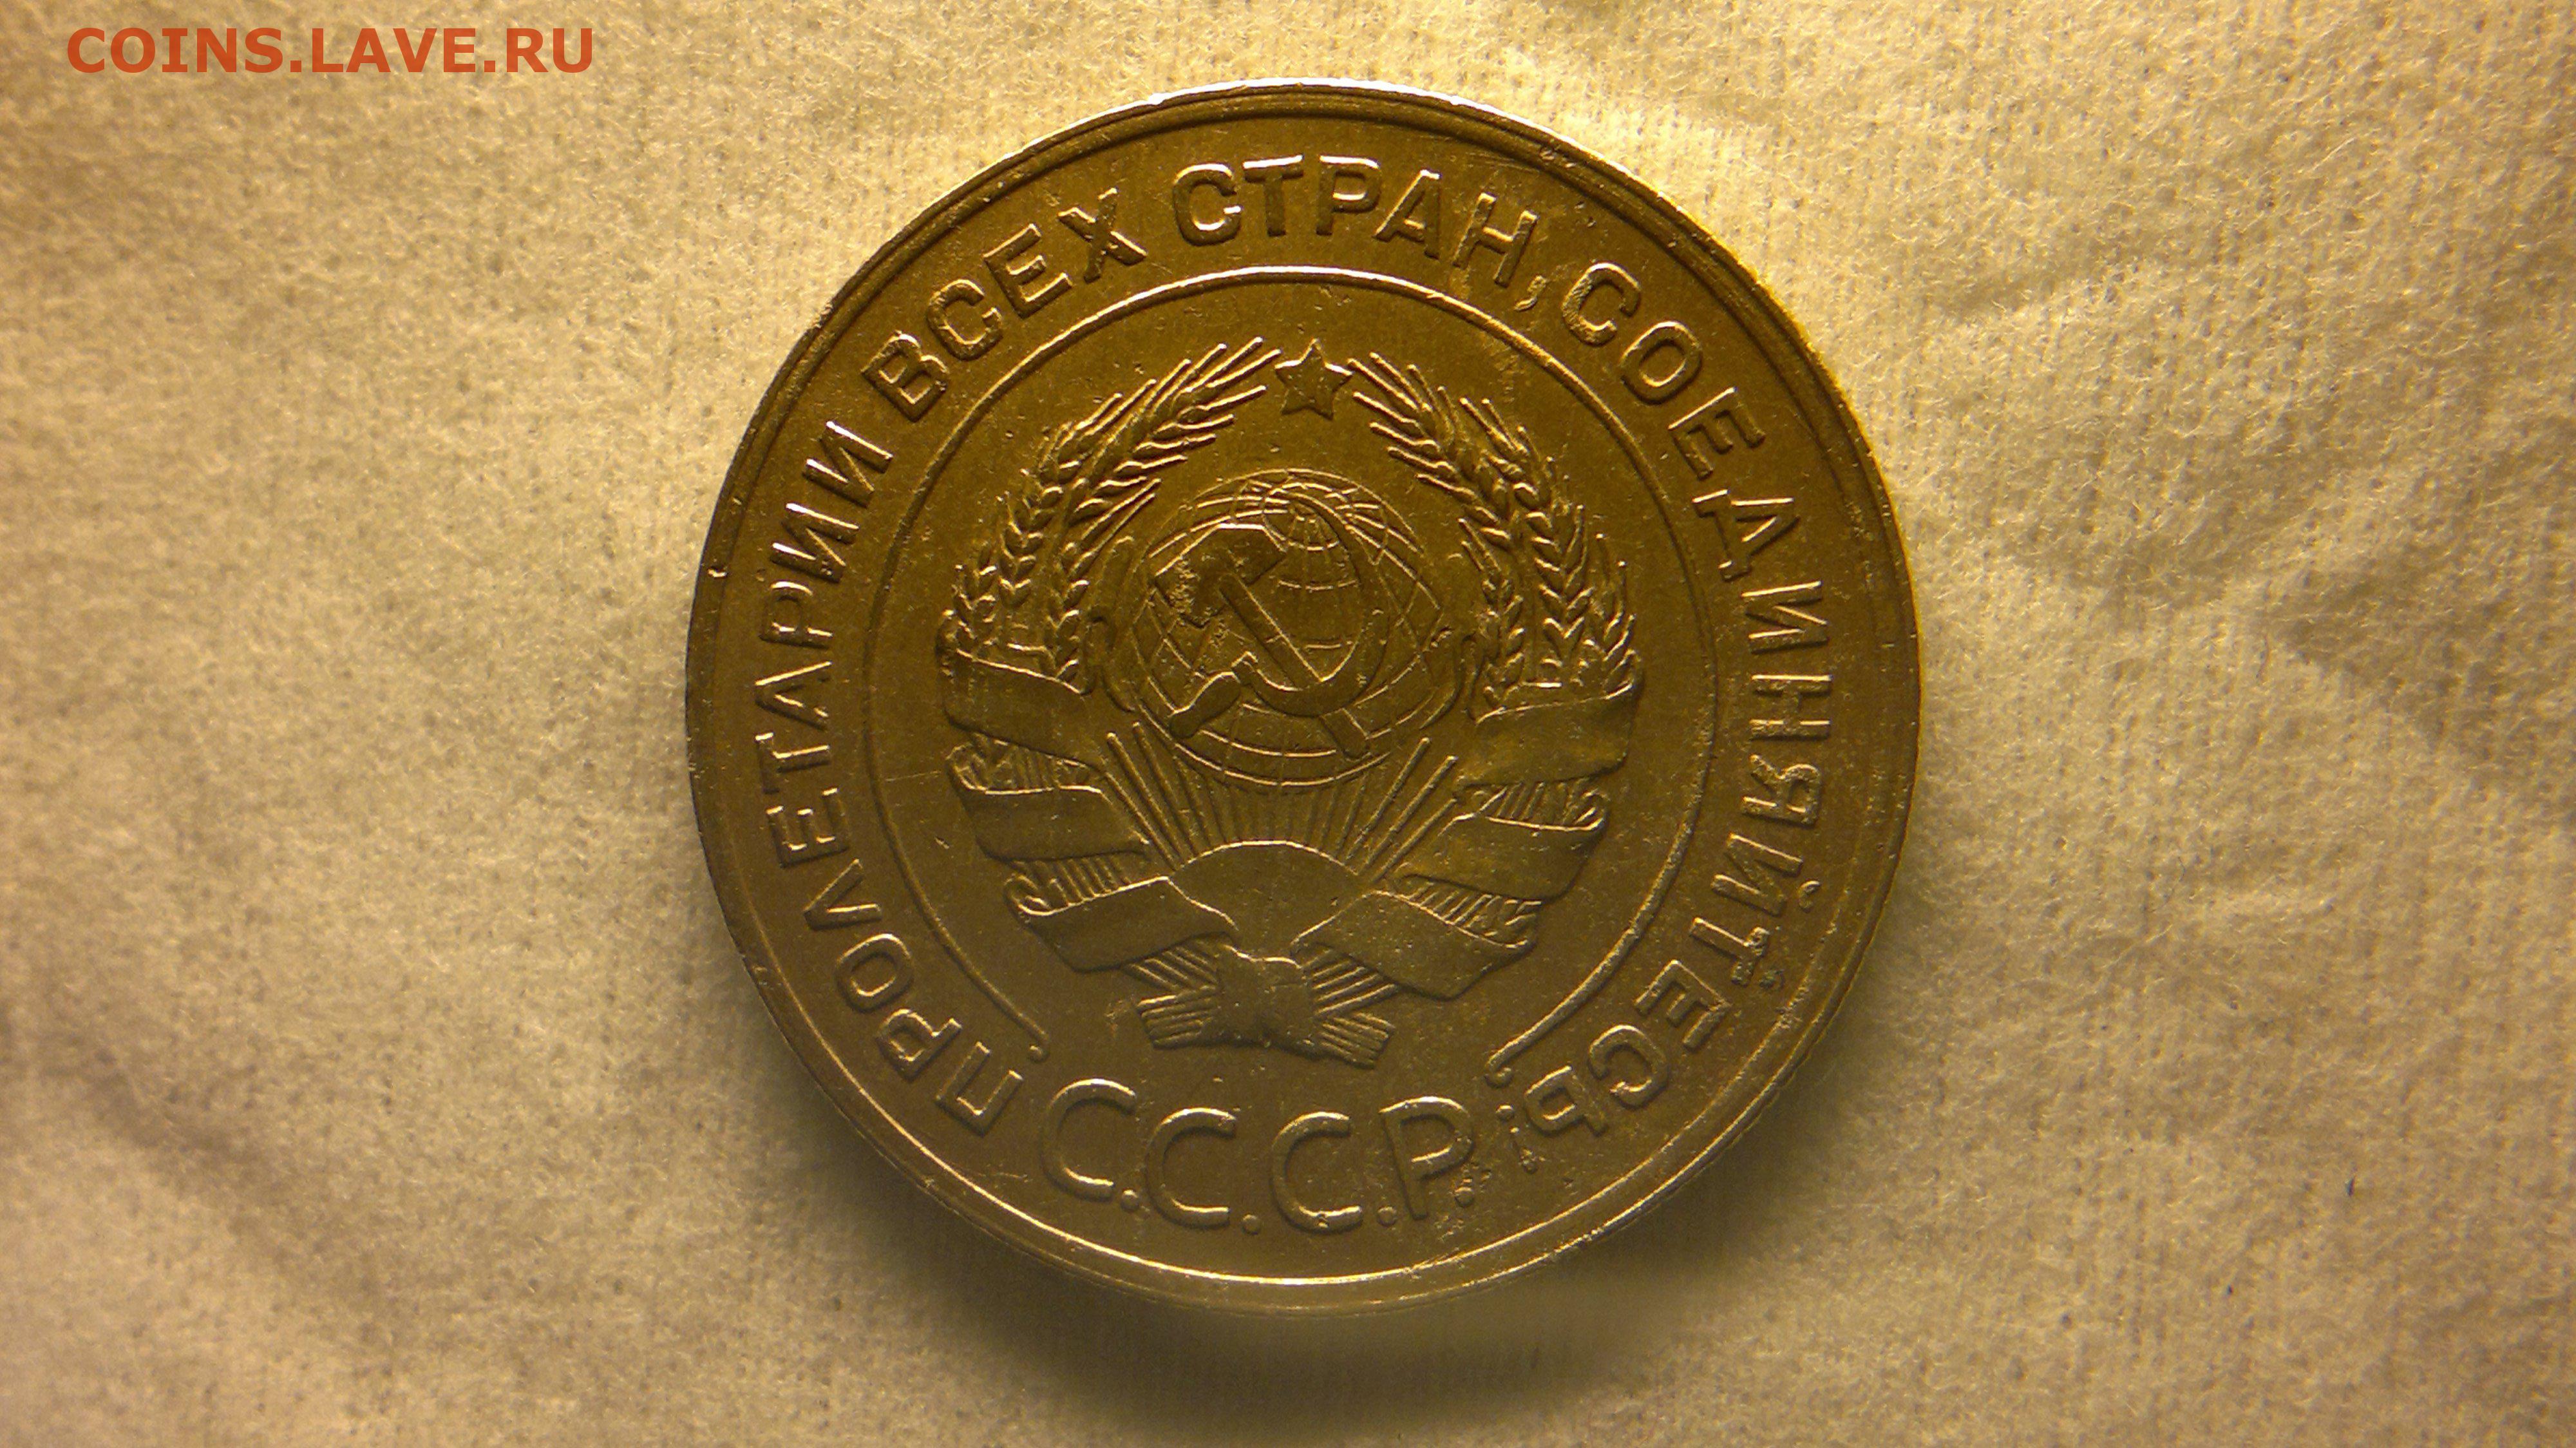 COINS.LAVE.RU
ПРОЛЕТАРИИ ВСЕХ СТРАН, СОЕДИНЯЙТЕСЬ!
С.С.С.Р.